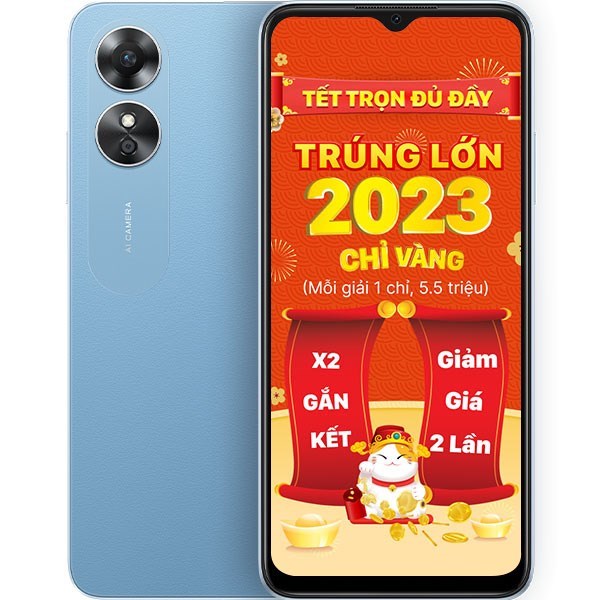 AI CAMERA
TẾT TRỌN ĐỦ ĐẦY
TRÚNG LỚN
2023
CHỈ VÀNG
(Mỗi giải 1 chỉ, 5.5 triệu)
X2
GẮN
KẾT
Giảm
Giá
2 Lần